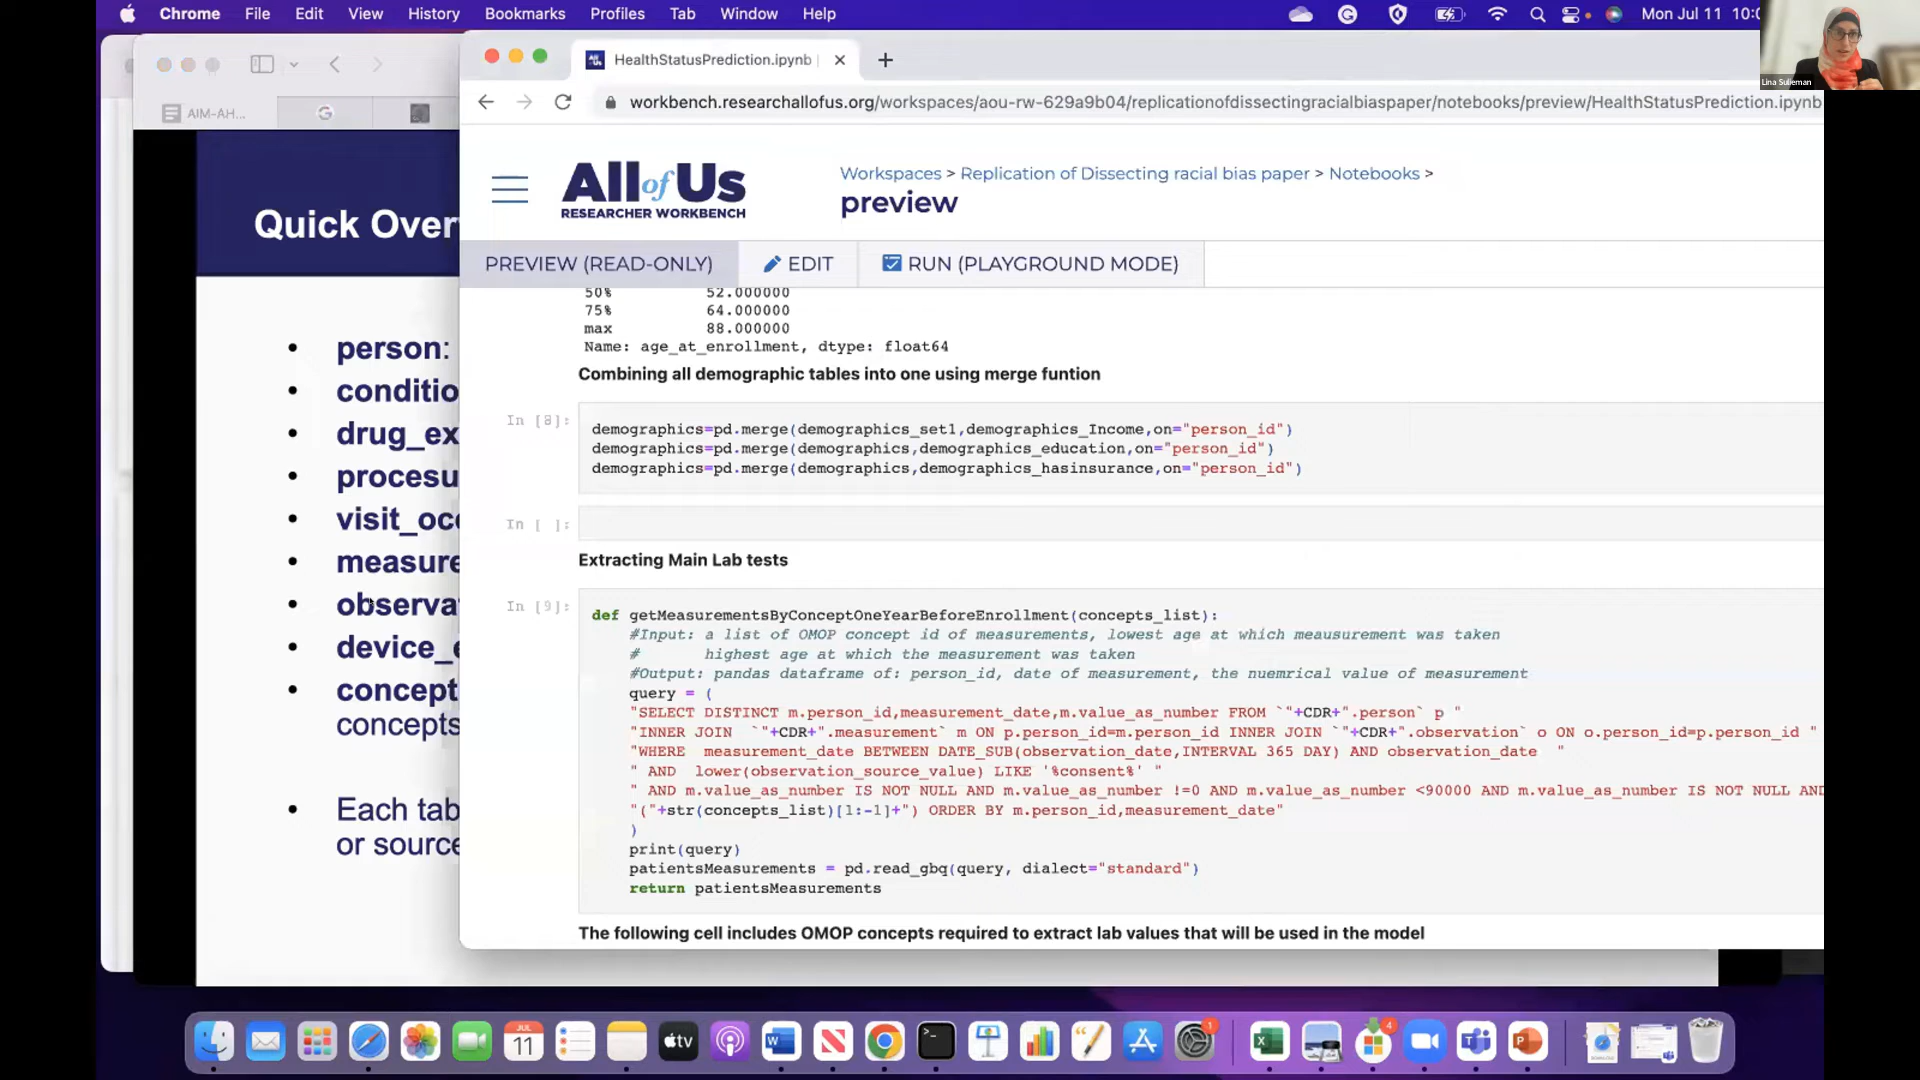 Chrome File Edit View History Bookmarks Profiles Tab Window Help
Mon Jul 11 10:0
Lina Sulieman
HealthStatusPrediction.ipynb
AIM-AH...
workbench.researchallofus.org/workspaces/aou-rw-629a9b04/replicationofdissectingracialbiaspaper/notebooks/preview/HealthStatusPrediction.ipynb
All of Us
RESEARCHER WORKBENCH
Workspaces > Replication of Dissecting racial bias paper > Notebooks >
preview
PREVIEW (READ-ONLY) EDIT RUN (PLAYGROUND MODE)
Quick Over
person:
conditio
drug_ex
procesu
visit_occ
measure
observa
device_e
concept
concepts
Each tab
or source
50% 52.000000
75% 64.000000
max 88.000000
Name: age_at_enrollment, dtype: float64
Combining all demographic tables into one using merge funtion
In [8]:
demographics=pd.merge(demographics_set1,demographics_Income,on="person_id")
demographics=pd.merge(demographics,demographics_education,on="person_id")
demographics=pd.merge(demographics,demographics_hasinsurance,on="person_id")
In [ ]:
Extracting Main Lab tests
In [9]:
def getMeasurementsByConceptOneYearBeforeEnrollment(concepts_list):
#Input: a list of OMOP concept id of measurements, lowest age at which meausurement was taken
# highest age at which the measurement was taken
#Output: pandas dataframe of: person_id, date of measurement, the nuemrical value of measurement
query = (
"SELECT DISTINCT m.person_id,measurement_date,m.value_as_number FROM `"+CDR+".person` p "
"INNER JOIN `"+CDR+".measurement` m ON p.person_id=m.person_id INNER JOIN `"+CDR+".observation` o ON o.person_id=p.person_id "
"WHERE measurement_date BETWEEN DATE_SUB(observation_date,INTERVAL 365 DAY) AND observation_date "
" AND lower(observation_source_value) LIKE '%consent%' "
" AND m.value_as_number IS NOT NULL AND m.value_as_number !=0 AND m.value_as_number <90000 AND m.value_as_number IS NOT NULL AND
"("+str(concepts_list)[1:-1]+") ORDER BY m.person_id,measurement_date"
)
print(query)
patientsMeasurements = pd.read_gbq(query, dialect="standard")
return patientsMeasurements
The following cell includes OMOP concepts required to extract lab values that will be used in the model
JUL
11
tv
1
4